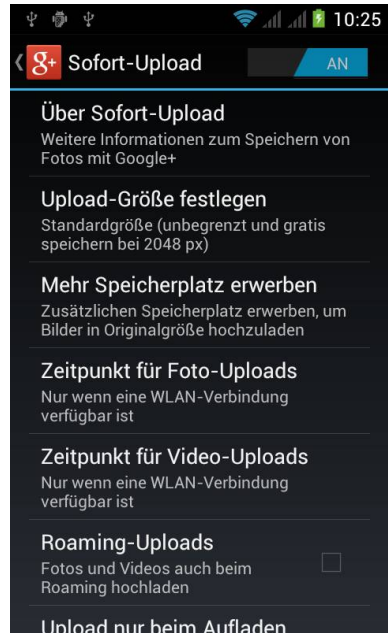 10:25
g+ Sofort-Upload AN
Über Sofort-Upload
Weitere Informationen zum Speichern von
Fotos mit Google+
Upload-Größe festlegen
Standardgröße (unbegrenzt und gratis
speichern bei 2048 px)
Mehr Speicherplatz erwerben
Zusätzlichen Speicherplatz erwerben, um
Bilder in Originalgröße hochzuladen
Zeitpunkt für Foto-Uploads
Nur wenn eine WLAN-Verbindung
verfügbar ist
Zeitpunkt für Video-Uploads
Nur wenn eine WLAN-Verbindung
verfügbar ist
Roaming-Uploads
Fotos und Videos auch beim
Roaming hochladen
Upload nur beim Aufladen